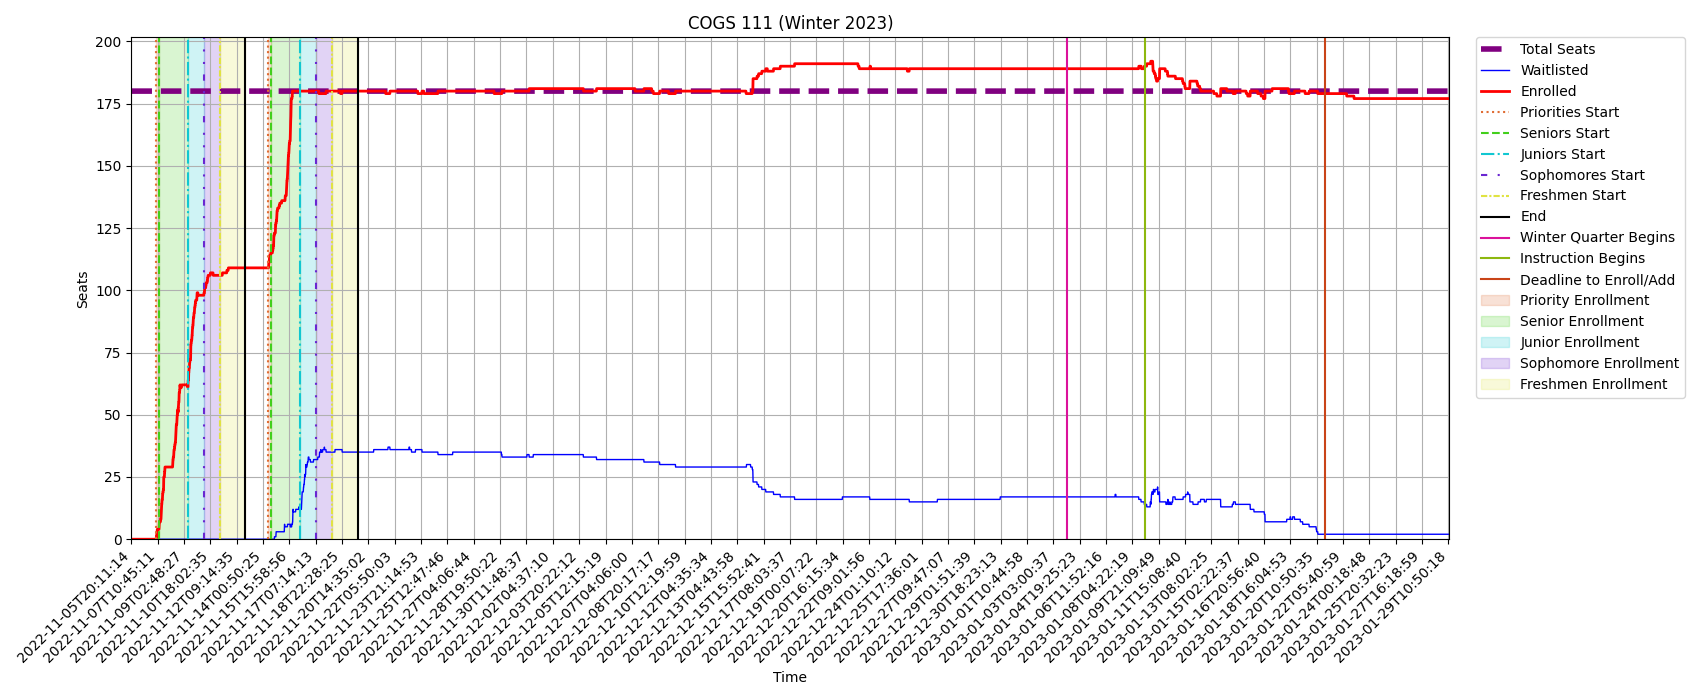 COGS 111 (Winter 2023)
200
175
150
125
100
75
50
25
0
Seats
2022-11-05T20:11:14
2022-11-07T10:45:11
2022-11-09T02:48:27
2022-11-10T18:02:35
2022-11-12T09:14:35
2022-11-14T00:50:25
2022-11-15T15:58:56
2022-11-17T07:14:13
2022-11-18T22:28:25
2022-11-20T14:35:02
2022-11-22T05:50:03
2022-11-23T21:14:53
2022-11-25T12:47:46
2022-11-27T04:06:44
2022-11-28T19:50:22
2022-11-30T11:48:37
2022-12-02T04:37:10
2022-12-03T20:22:12
2022-12-05T12:15:19
2022-12-07T04:06:00
2022-12-08T20:17:17
2022-12-10T12:19:59
2022-12-12T04:35:34
2022-12-13T20:43:58
2022-12-15T15:52:41
2022-12-17T08:03:37
2022-12-19T00:07:22
2022-12-20T16:15:34
2022-12-22T09:01:56
2022-12-24T01:10:12
2022-12-25T17:36:01
2022-12-27T09:47:07
2022-12-29T01:51:39
2022-12-30T18:23:13
2023-01-01T10:44:58
2023-01-03T03:00:37
2023-01-04T19:25:23
2023-01-06T11:52:16
2023-01-08T04:22:19
2023-01-09T21:09:49
2023-01-11T15:08:40
2023-01-13T08:02:25
2023-01-15T02:22:37
2023-01-16T20:56:40
2023-01-18T16:04:53
2023-01-20T10:50:35
2023-01-22T05:40:59
2023-01-24T00:18:48
2023-01-25T20:32:23
2023-01-27T16:18:59
2023-01-29T10:50:18
Time
Total Seats
Waitlisted
Enrolled
Priorities Start
Seniors Start
Juniors Start
Sophomores Start
Freshmen Start
End
Winter Quarter Begins
Instruction Begins
Deadline to Enroll/Add
Priority Enrollment
Senior Enrollment
Junior Enrollment
Sophomore Enrollment
Freshmen Enrollment